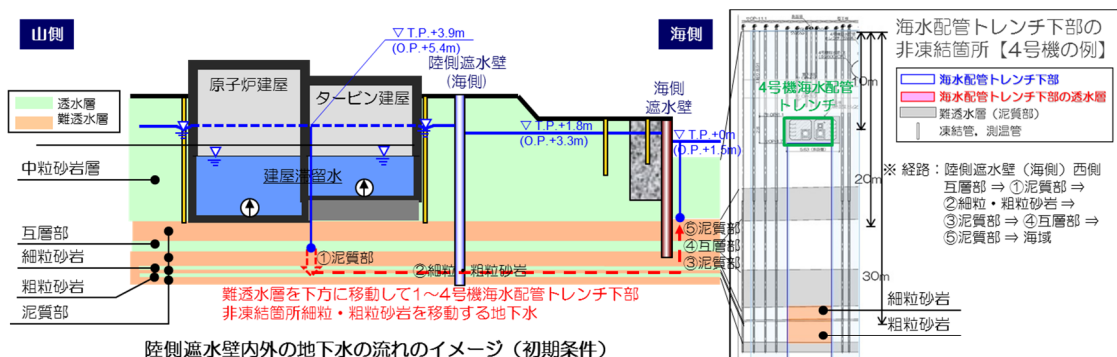 山側
▽ T.P.+3.9m
(O.P.+5.4m)
海側
陸側遮水壁
(海側)
海側
遮水壁
原子炉建屋
タービン建屋
透水層
難透水層
▽ T.P.+1.8m
(O.P.+3.3m)
▽ T.P.+0m
(O.P.+1.5m)
中粒砂岩層
建屋滞留水
互層部
細粒砂岩
粗粒砂岩
泥質部
①泥質部
②細粒・粗粒砂岩
⑤泥質部
④互層部
③泥質部
難透水層を下方に移動して1～4号機海水配管トレンチ下部
非凍結箇所細粒・粗粒砂岩を移動する地下水
陸側遮水壁内外の地下水の流れのイメージ（初期条件）
海水配管トレンチ下部の
非凍結箇所【4号機の例】
10m
20m
30m
4号機海水配管
トレンチ
海水配管トレンチ下部
海水配管トレンチ下部の透水層
難透水層（泥質部）
凍結管，測温管
※ 経路：陸側遮水壁（海側）西側
互層部 ⇒ ①泥質部 ⇒
②細粒・粗粒砂岩 ⇒
③泥質部 ⇒ ④互層部 ⇒
⑤泥質部 ⇒ 海域
細粒砂岩
粗粒砂岩